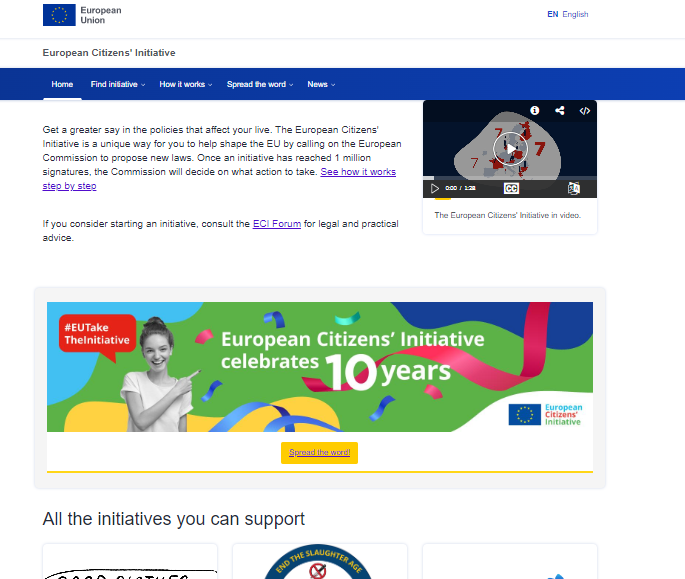 European
Union
EN English
European Citizens' Initiative
Home Find initiative How it works Spread the word News
Get a greater say in the policies that affect your live. The European Citizens'
Initiative is a unique way for you to help shape the EU by calling on the European
Commission to propose new laws. Once an initiative has reached 1 million
signatures, the Commission will decide on what action to take. See how it works
step by step
7
7
0:00 / 1:28
CC
The European Citizens' Initiative in video.
If you consider starting an initiative, consult the ECI Forum for legal and practical
advice.
#EUTake
TheInitiative
European Citizens' Initiative
celebrates 10 years
European
Citizens'
Initiative
Spread the word!
All the initiatives you can support
END THE SLAUGHTER AGE